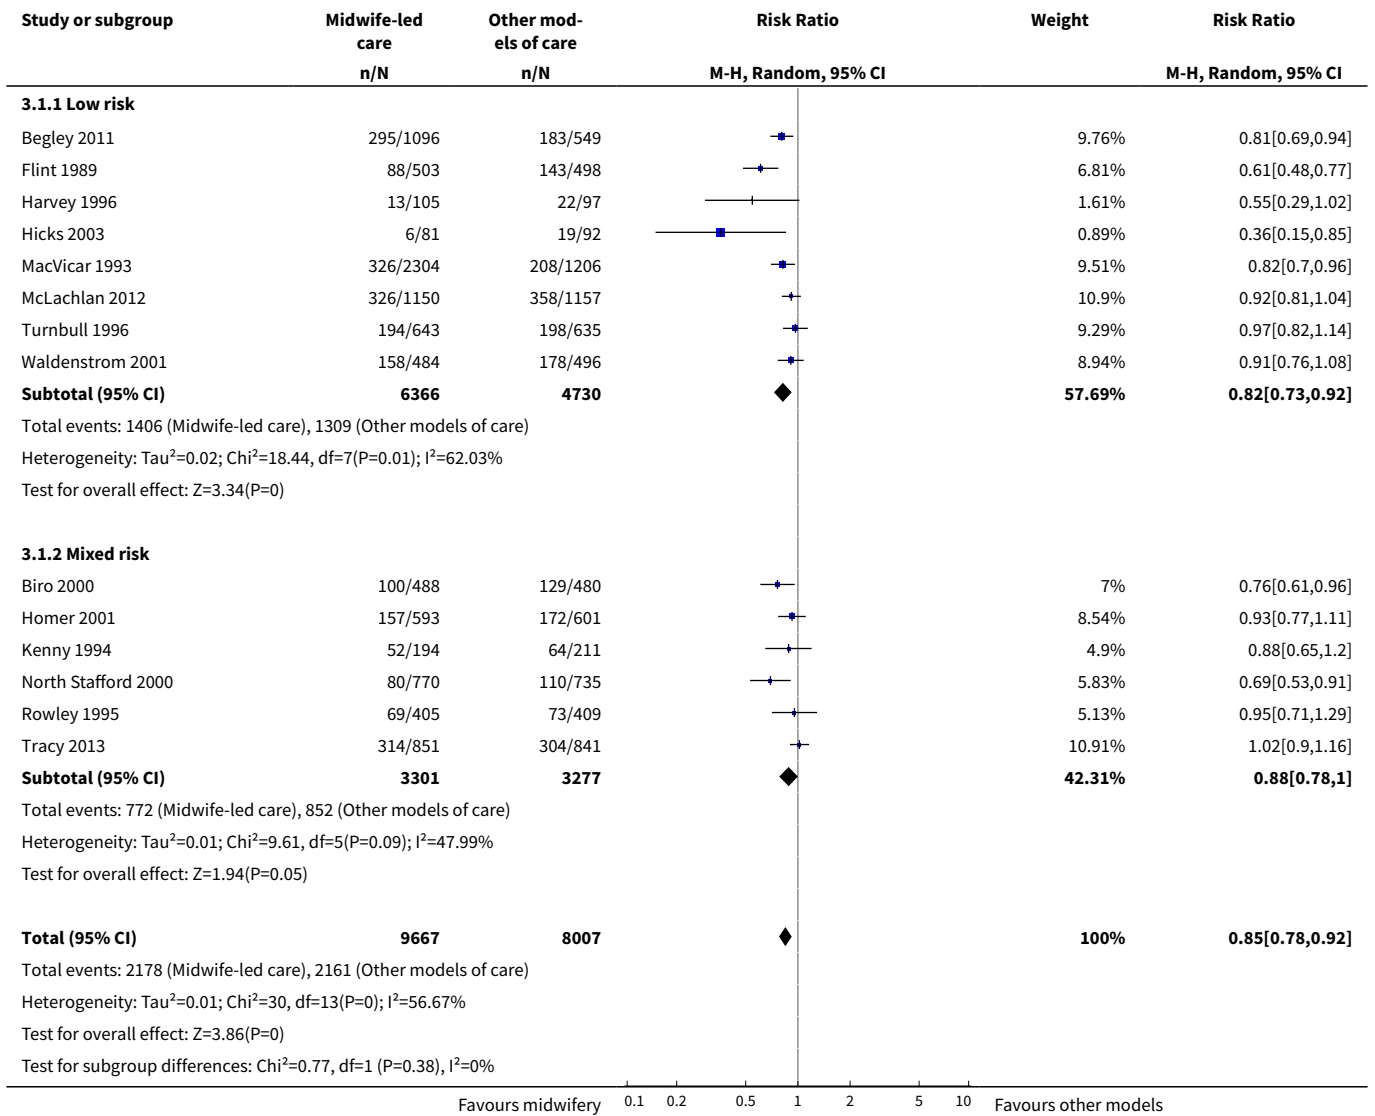 Study or subgroup Midwife-led care Other mod-els of care Risk Ratio Weight Risk Ratio
n/N n/N M-H, Random, 95% CI M-H, Random, 95% CI
3.1.1 Low risk
Begley 2011 295/1096 183/549 9.76% 0.81[0.69,0.94]
Flint 1989 88/503 143/498 6.81% 0.61[0.48,0.77]
Harvey 1996 13/105 22/97 1.61% 0.55[0.29,1.02]
Hicks 2003 6/81 19/92 0.89% 0.36[0.15,0.85]
MacVicar 1993 326/2304 208/1206 9.51% 0.82[0.7,0.96]
McLachlan 2012 326/1150 358/1157 10.9% 0.92[0.81,1.04]
Turnbull 1996 194/643 198/635 9.29% 0.97[0.82,1.14]
Waldenstrom 2001 158/484 178/496 8.94% 0.91[0.76,1.08]
Subtotal (95% CI) 6366 4730 57.69% 0.82[0.73,0.92]
Total events: 1406 (Midwife-led care), 1309 (Other models of care)
Heterogeneity: Tau²=0.02; Chi²=18.44, df=7(P=0.01); I²=62.03%
Test for overall effect: Z=3.34(P=0)
3.1.2 Mixed risk
Biro 2000 100/488 129/480 7% 0.76[0.61,0.96]
Homer 2001 157/593 172/601 8.54% 0.93[0.77,1.11]
Kenny 1994 52/194 64/211 4.9% 0.88[0.65,1.2]
North Stafford 2000 80/770 110/735 5.83% 0.69[0.53,0.91]
Rowley 1995 69/405 73/409 5.13% 0.95[0.71,1.29]
Tracy 2013 314/851 304/841 10.91% 1.02[0.9,1.16]
Subtotal (95% CI) 3301 3277 42.31% 0.88[0.78,1]
Total events: 772 (Midwife-led care), 852 (Other models of care)
Heterogeneity: Tau²=0.01; Chi²=9.61, df=5(P=0.09); I²=47.99%
Test for overall effect: Z=1.94(P=0.05)
Total (95% CI) 9667 8007 100% 0.85[0.78,0.92]
Total events: 2178 (Midwife-led care), 2161 (Other models of care)
Heterogeneity: Tau²=0.01; Chi²=30, df=13(P=0); I²=56.67%
Test for overall effect: Z=3.86(P=0)
Test for subgroup differences: Chi²=0.77, df=1 (P=0.38), I²=0%
Favours midwifery 0.1 0.2 0.5 1 2 5 10 Favours other models